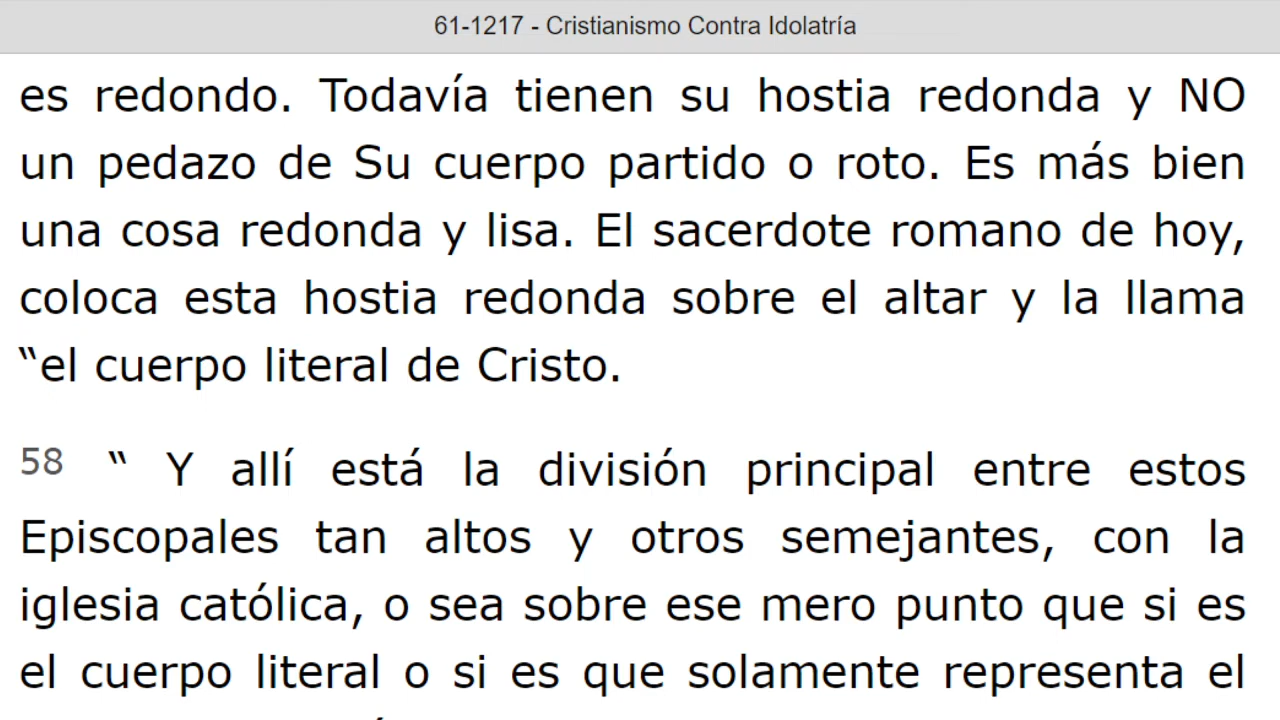 61-1217 - Cristianismo Contra Idolatría
es redondo. Todavía tienen su hostia redonda y NO
un pedazo de Su cuerpo partido o roto. Es más bien
una cosa redonda y lisa. El sacerdote romano de hoy,
coloca esta hostia redonda sobre el altar y la llama
“el cuerpo literal de Cristo.
58 “ Y allí está la división principal entre estos
Episcopales tan altos y otros semejantes, con la
iglesia católica, o sea sobre ese mero punto que si es
el cuerpo literal o si es que solamente representa el